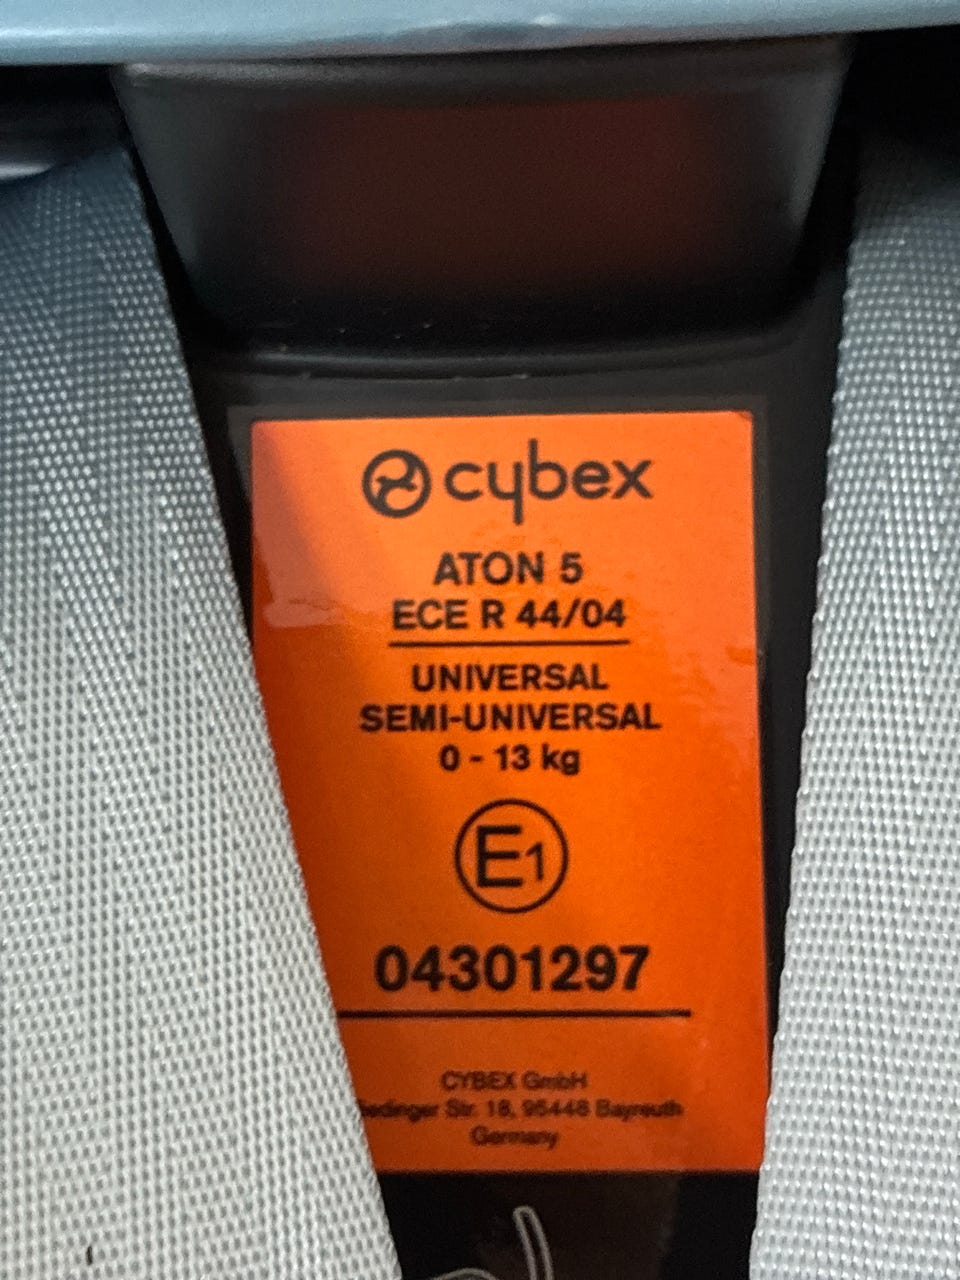 cybex
ATON 5
ECE R 44/04
UNIVERSAL
SEMI-UNIVERSAL
0 - 13 kg
E1
04301297
CYBEX GmbH
Str. 18, 95448 Bayreuth
Germany